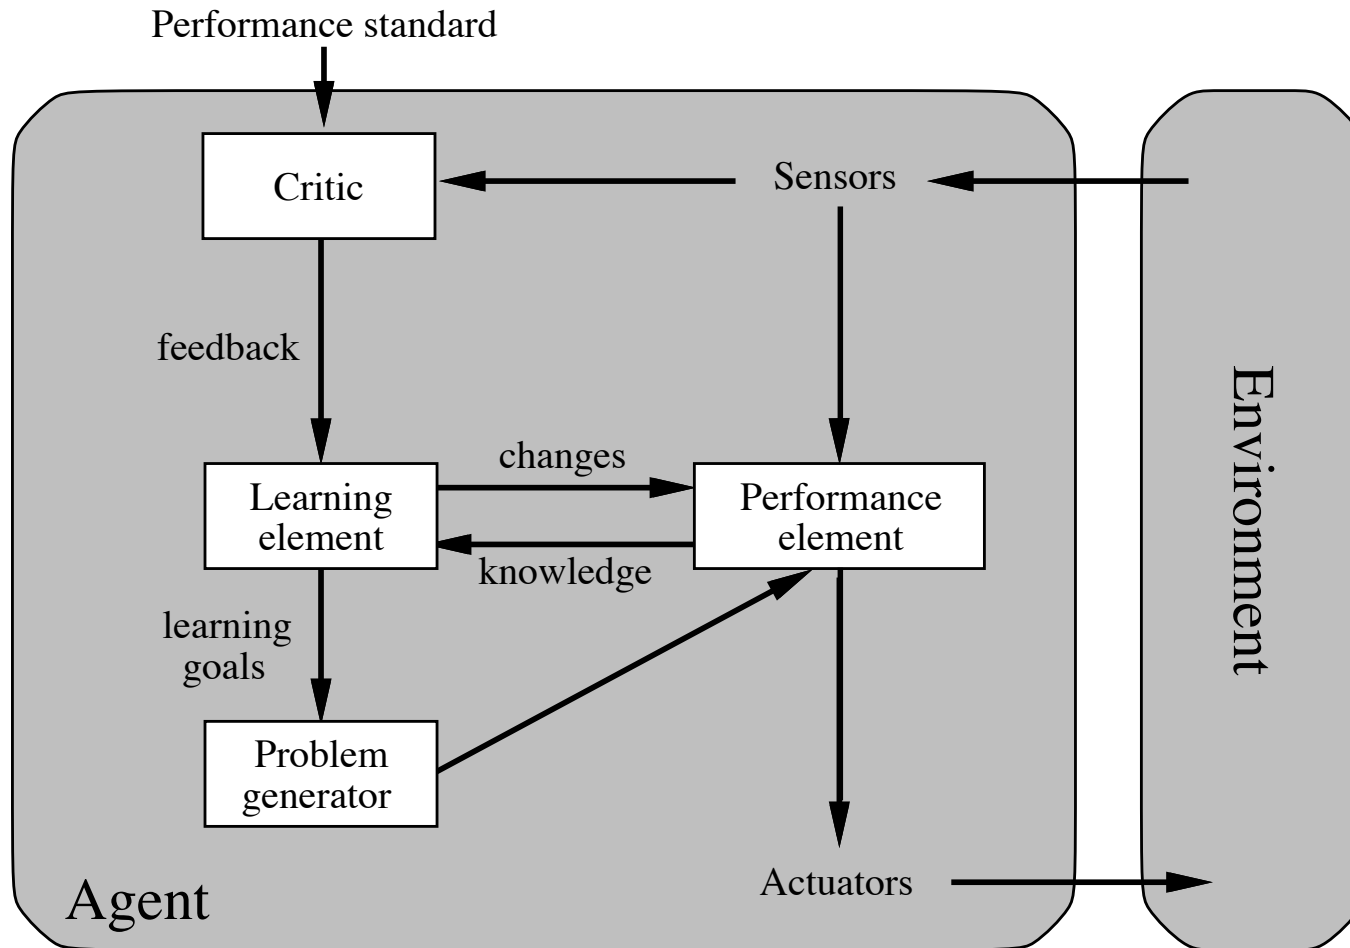 Performance standard
Critic
Sensors
feedback
changes
Learning
element
Performance
element
knowledge
learning
goals
Problem
generator
Actuators
Agent
Environment